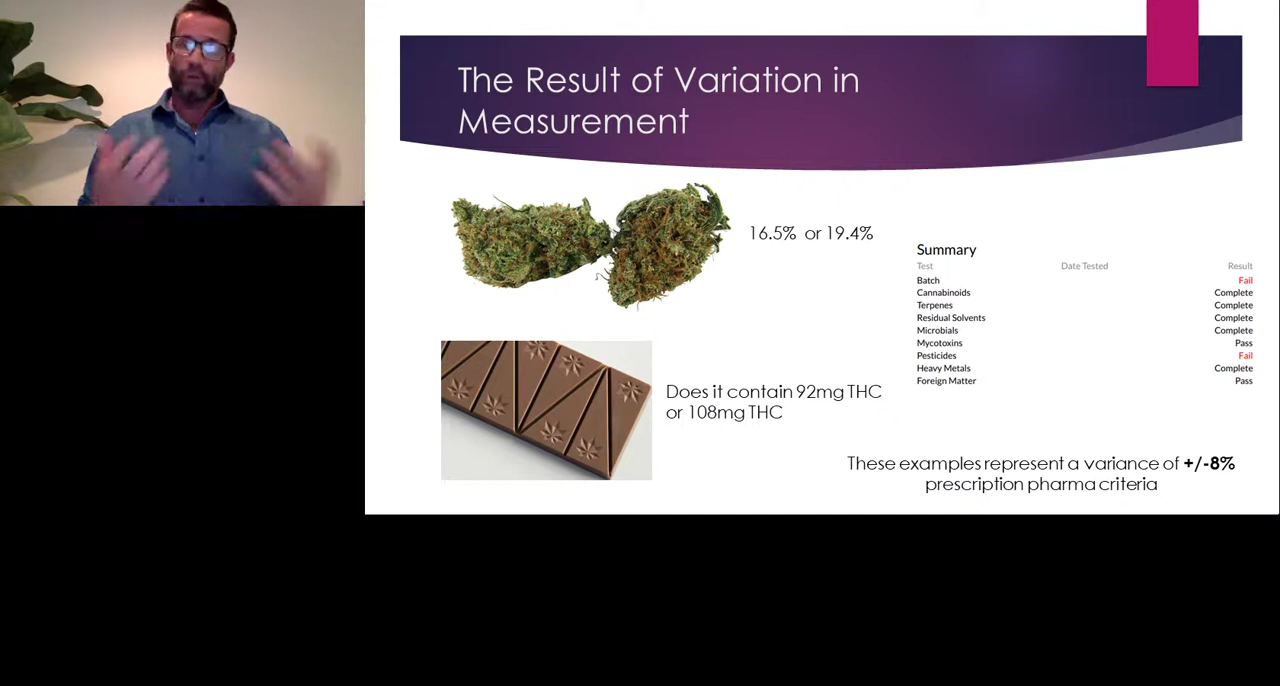 The Result of Variation in
Measurement
16.5% or 19.4%
Summary
Test Date Tested Result
Batch Fail
Cannabinoids Complete
Terpenes Complete
Residual Solvents Complete
Microbials Complete
Mycotoxins Pass
Pesticides Fail
Heavy Metals Complete
Foreign Matter Pass
Does it contain 92mg THC
or 108mg THC
These examples represent a variance of +/-8%
prescription pharma criteria